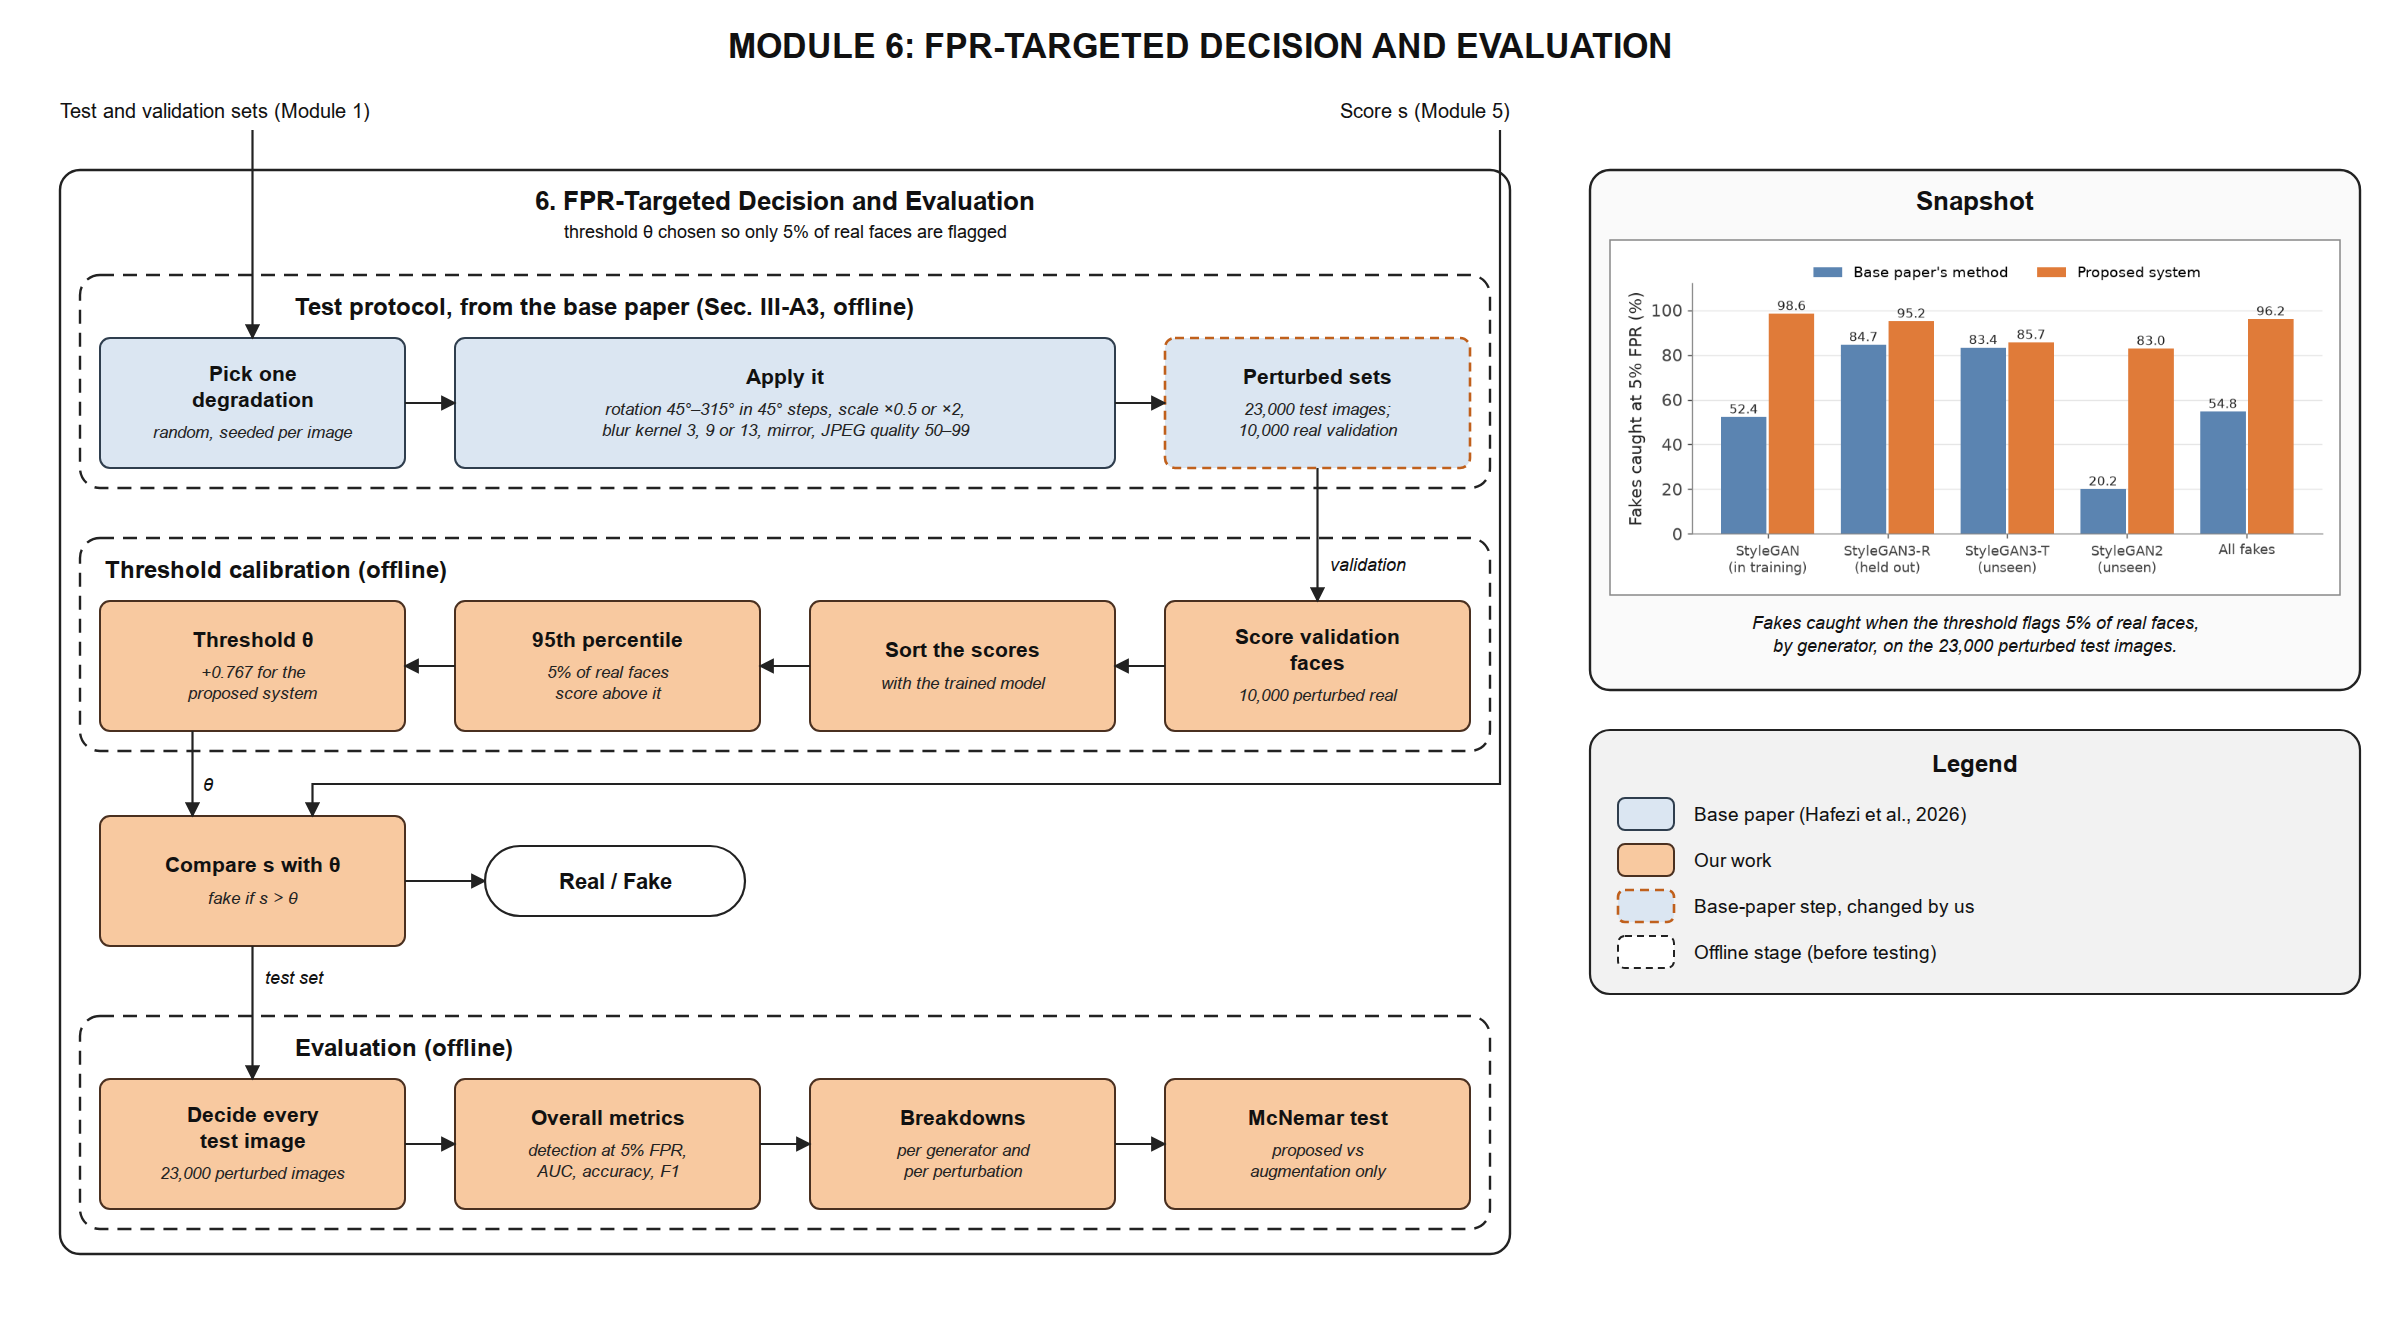 MODULE 6: FPR-TARGETED DECISION AND EVALUATION
Test and validation sets (Module 1)
Score s (Module 5)
6. FPR-Targeted Decision and Evaluation
threshold θ chosen so only 5% of real faces are flagged
Test protocol, from the base paper (Sec. III-A3, offline)
Pick one
degradation
random, seeded per image
Apply it
rotation 45°–315° in 45° steps, scale ×0.5 or ×2,
blur kernel 3, 9 or 13, mirror, JPEG quality 50–99
Perturbed sets
23,000 test images;
10,000 real validation
validation
Threshold calibration (offline)
Threshold θ
+0.767 for the
proposed system
95th percentile
5% of real faces
score above it
Sort the scores
with the trained model
Score validation
faces
10,000 perturbed real
θ
Compare s with θ
fake if s > θ
Real / Fake
test set
Evaluation (offline)
Decide every
test image
23,000 perturbed images
Overall metrics
detection at 5% FPR,
AUC, accuracy, F1
Breakdowns
per generator and
per perturbation
McNemar test
proposed vs
augmentation only
Snapshot
Base paper's method
Proposed system
Fakes caught at 5% FPR (%)
100
80
60
40
20
0
52.4
98.6
84.7
95.2
83.4
85.7
20.2
83.0
54.8
96.2
StyleGAN
(in training)
StyleGAN3-R
(held out)
StyleGAN3-T
(unseen)
StyleGAN2
(unseen)
All fakes
Fakes caught when the threshold flags 5% of real faces,
by generator, on the 23,000 perturbed test images.
Legend
Base paper (Hafezi et al., 2026)
Our work
Base-paper step, changed by us
Offline stage (before testing)